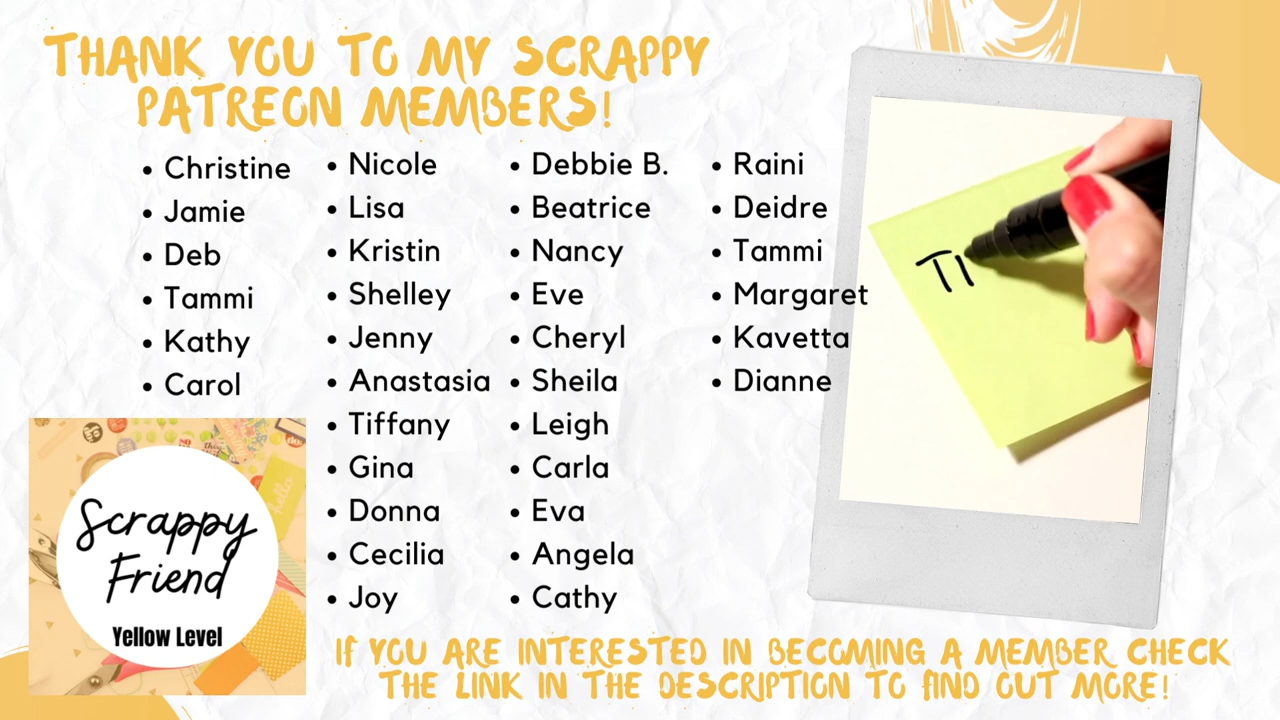 THANK YOU TO MY SCRAPPY
PATREON MEMBERS!
• Christine
• Jamie
• Deb
• Tammi
• Kathy
• Carol
• Nicole
• Lisa
• Kristin
• Shelley
• Jenny
• Anastasia
• Tiffany
• Gina
• Donna
• Cecilia
• Joy
• Debbie B.
• Beatrice
• Nancy
• Eve
• Cheryl
• Sheila
• Leigh
• Carla
• Eva
• Angela
• Cathy
• Raini
• Deidre
• Tammi
• Margaret
• Kavetta
• Dianne
TI
hello
Scrappy
Friend
Yellow Level
IF YOU ARE INTERESTED IN BECOMING A MEMBER CHECK
THE LINK IN THE DESCRIPTION TO FIND OUT MORE!